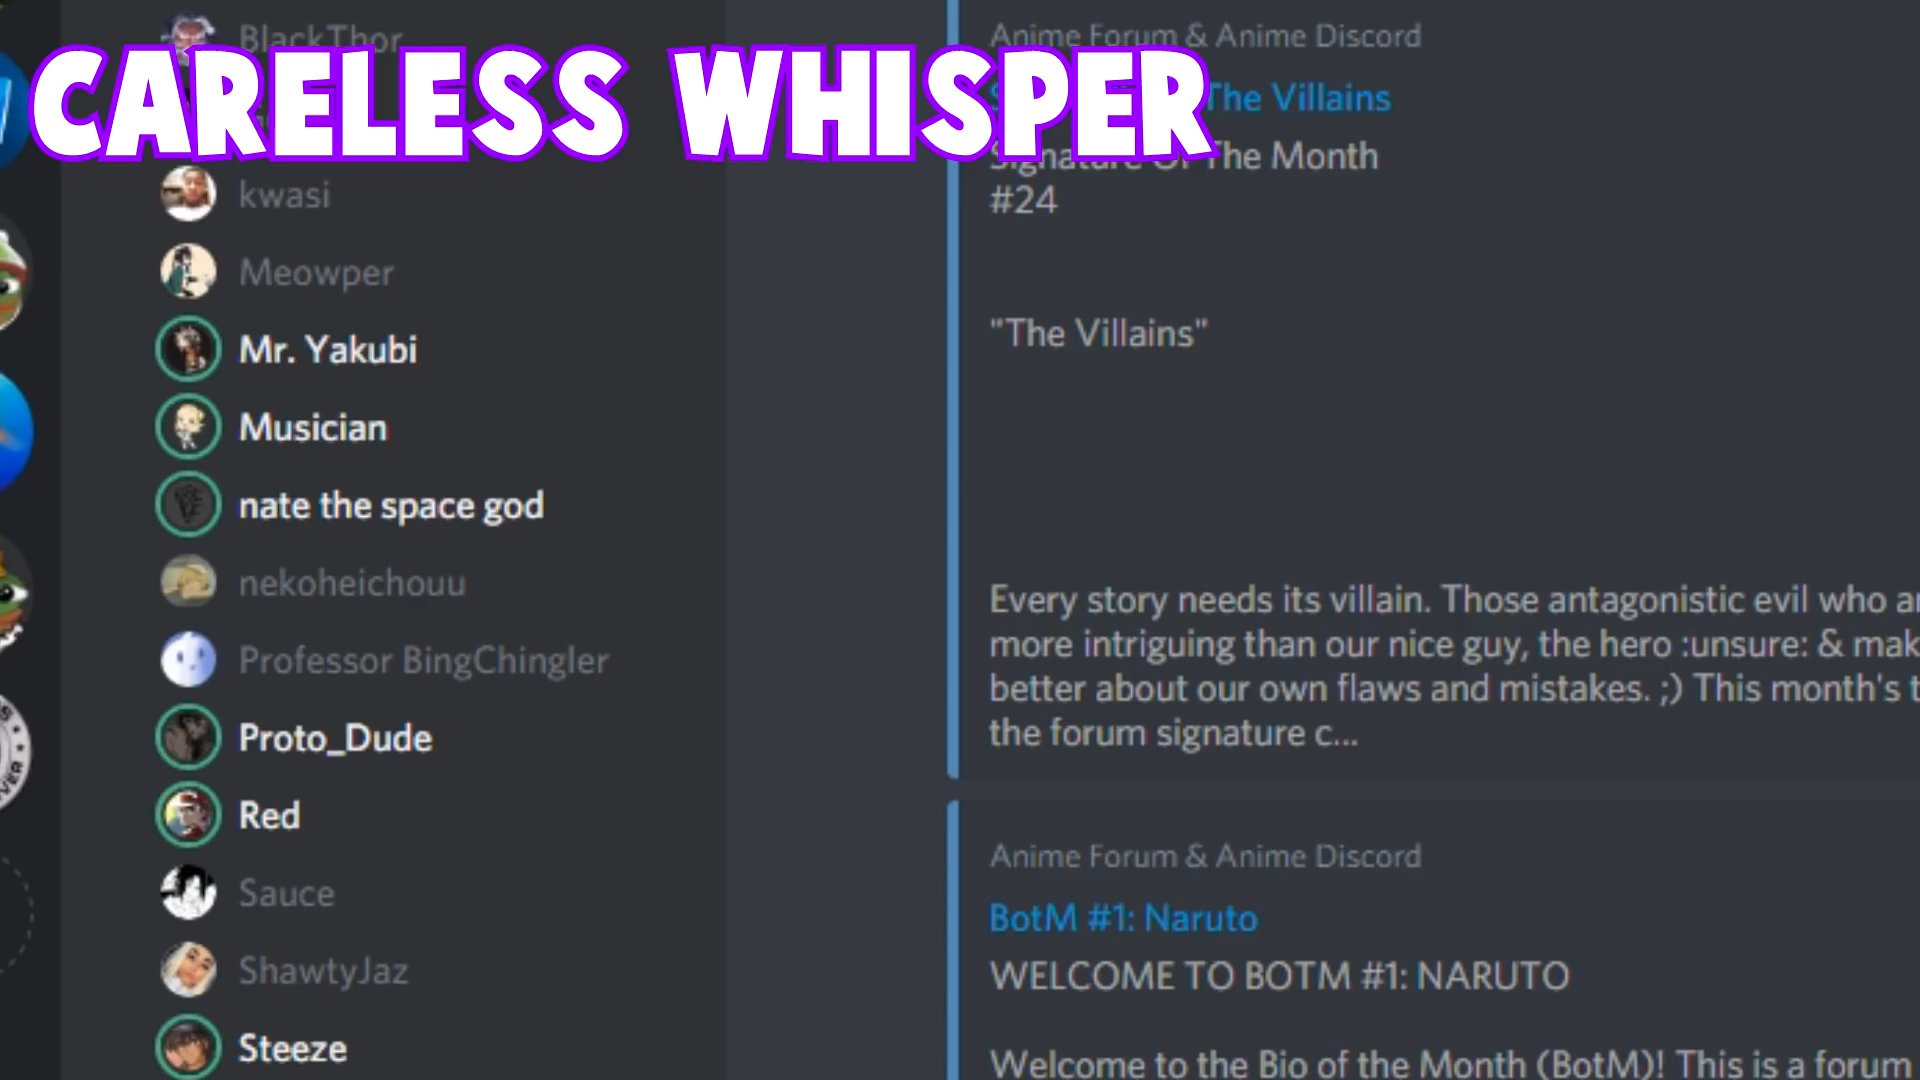 BlackThor
CARELESS WHISPER
kwasi
Meowper
Mr. Yakubi
Musician
nate the space god
nekoheichouu
Professor BingChingler
Proto_Dude
Red
Sauce
ShawtyJaz
Steeze
Anime Forum & Anime Discord
The Villains
Signature Of The Month
#24
"The Villains"
Every story needs its villain. Those antagonistic evil who
more intriguing than our nice guy, the hero :unsure: &
better about our own flaws and mistakes. ;) This month's
the forum signature c...
Anime Forum & Anime Discord
BotM #1: Naruto
WELCOME TO BOTM #1: NARUTO
Welcome to the Bio of the Month (BotM)! This is a forum